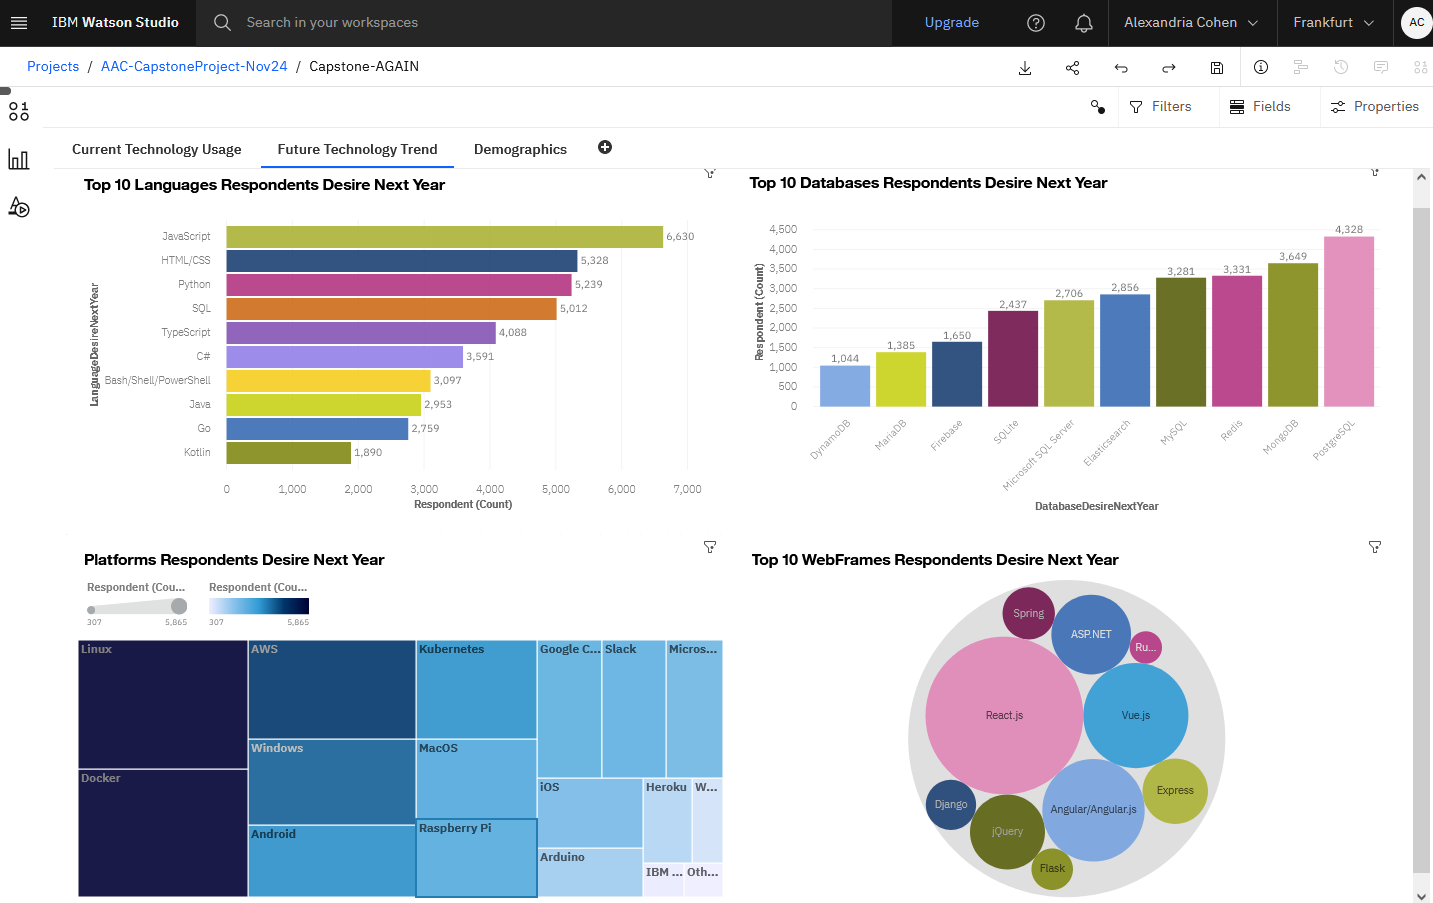 IBM Watson Studio
Search in your workspaces
Upgrade
Alexandria Cohen
Frankfurt
AC
Projects / AAC-CapstoneProject-Nov24 / Capstone-AGAIN
Filters
Fields
Properties
Current Technology Usage
Future Technology Trend
Demographics
Top 10 Languages Respondents Desire Next Year
LanguageDesireNextYear
JavaScript 6,630
HTML/CSS 5,328
Python 5,239
SQL 5,012
TypeScript 4,088
C# 3,591
Bash/Shell/PowerShell 3,097
Java 2,953
Go 2,759
Kotlin 1,890
0 1,000 2,000 3,000 4,000 5,000 6,000 7,000
Respondent (Count)
Top 10 Databases Respondents Desire Next Year
Respondent (Count)
4,500
4,000
3,500
3,000
2,500
2,000
1,500
1,000
500
0
1,044 1,385 1,650 2,437 2,706 2,856 3,281 3,331 3,649 4,328
DynamoDB MariaDB Firebase SQLite Microsoft SQL Server Elasticsearch MySQL Redis MongoDB PostgreSQL
DatabaseDesireNextYear
Platforms Respondents Desire Next Year
Respondent (Cou...
307 5,865
Respondent (Cou...
307 5,865
Linux
Docker
AWS
Windows
Android
Kubernetes
MacOS
Raspberry Pi
Google C...
Slack
Micros...
iOS
Arduino
Heroku
W...
IBM ...
Oth...
Top 10 WebFrames Respondents Desire Next Year
Spring
ASP.NET
Ru...
React.js
Vue.js
Django
Angular/Angular.js
Express
jQuery
Flask